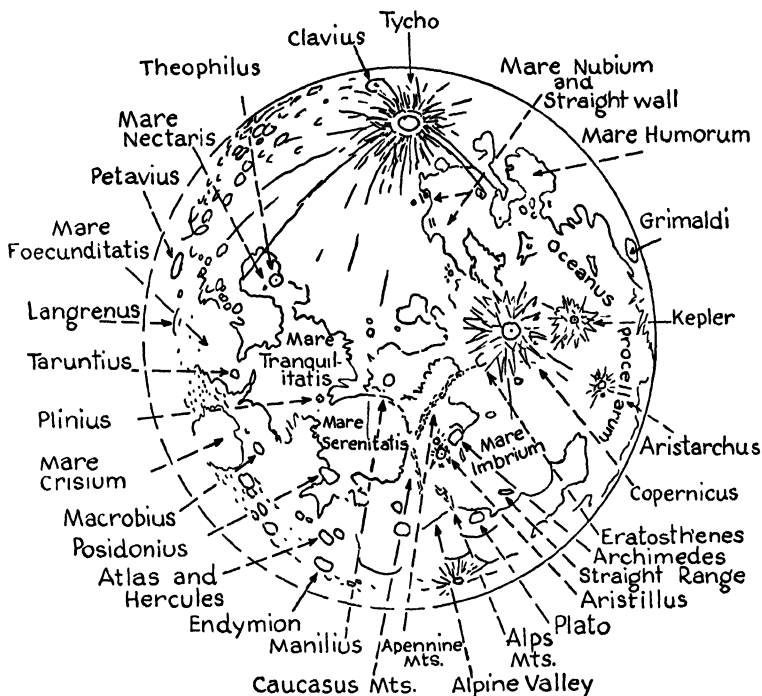 Tycho
Clavius
Theophilus
Mare Nubium
and
Straight wall
Mare
Nectaris
Mare Humorum
Petavius
Mare
Foecunditatis
Grimaldi
Oceanus
procellarum
Langrenus
Kepler
Mare
Tranquil-
itatis
Taruntius
Plinius
Mare
Serenitatis
Mare
Imbrium
Aristarchus
Mare
Crisium
Copernicus
Macrobius
Posidonius
Eratosthenes
Archimedes
Straight Range
Aristillus
Atlas and
Hercules
Endymion
Plato
Manilius
Apennine
Mts.
Alps
Mts.
Caucasus Mts.
Alpine Valley